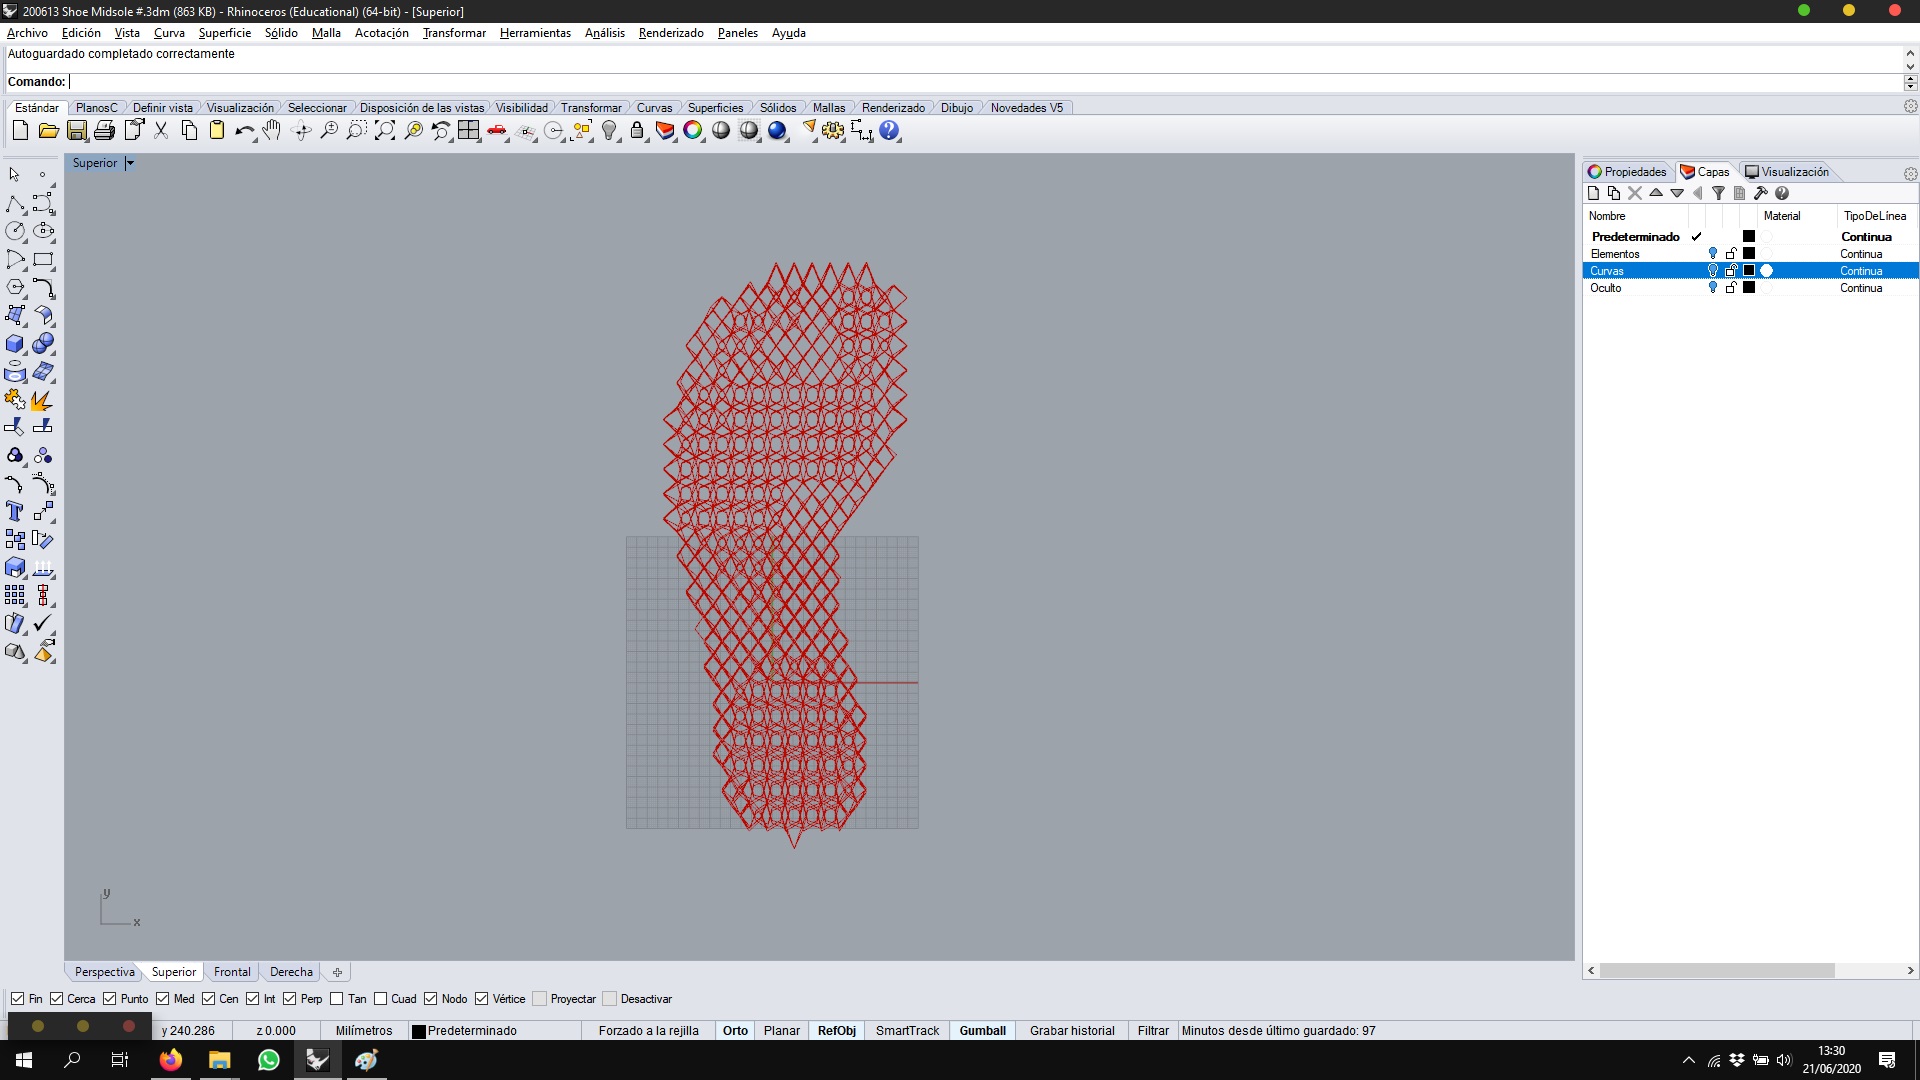 200613 Shoe Midsole #.3dm (863 KB) - Rhinoceros (Educational) (64-bit) - [Superior]
Archivo Edición Vista Curva Superficie Sólido Malla Acotación Transformar Herramientas Análisis Renderizado Paneles Ayuda
Autoguardado completado correctamente
Comando:
Estándar PlanosC Definir vista Visualización Seleccionar Disposición de las vistas Visibilidad Transformar Curvas Superficies Sólidos Mallas Renderizado Dibujo Novedades V5
Superior
Propiedades Capas Visualización
Nombre Material TipoDeLínea
Predeterminado Continua
Elementos Continua
Curvas Continua
Oculto Continua
y
x
Perspectiva Superior Frontal Derecha
Fin Cerca Punto Med Cen Int Perp Tan Cuad Nodo Vértice Proyectar Desactivar
y 240.286 z 0.000 Milímetros Predeterminado Forzado a la rejilla Orto Planar RefObj SmartTrack Gumball Grabar historial Filtrar Minutos desde último guardado: 97
13:30
21/06/2020